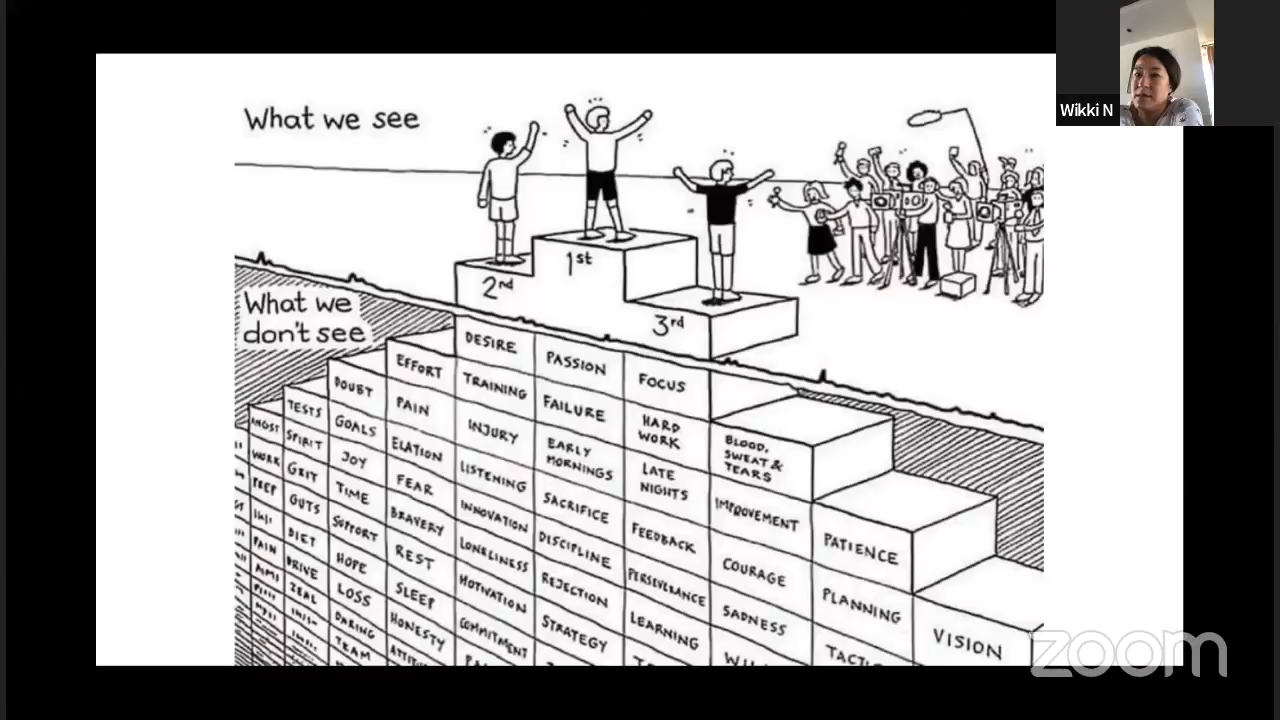 Wikki N
What we see
1st
2nd
3rd
What we
don't see
DESIRE
TRAINING
INJURY
LISTENING
INNOVATION
LONELINESS
MOTIVATION
COMMITMENT
PASSION
FAILURE
EARLY
MORNINGS
SACRIFICE
DISCIPLINE
REJECTION
STRATEGY
FOCUS
HARD
WORK
LATE
NIGHTS
FEEDBACK
PERSEVERANCE
LEARNING
BLOOD,
SWEAT &
TEARS
IMPROVEMENT
COURAGE
SADNESS
PATIENCE
PLANNING
VISION
EFFORT
PAIN
ELATION
FEAR
BRAVERY
REST
SLEEP
HONESTY
DOUBT
GOALS
JOY
TIME
SUPPORT
HOPE
LOSS
DARING
TEAM
TESTS
SPIRIT
GRIT
GUTS
DIET
DRIVE
ZEAL
ANGST
WORK
PREP
PAIN
zoom